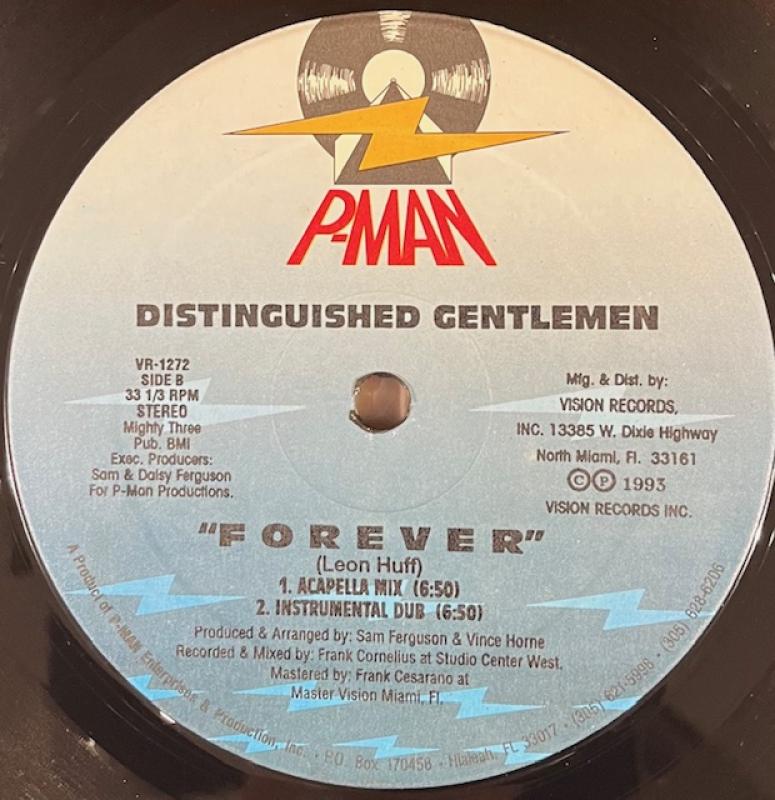 P-MAN
DISTINGUISHED GENTLEMEN
VR-1272
SIDE B
33 1/3 RPM
STEREO
Mighty Three
Pub. BMI
Exec. Producers:
Sam & Daisy Ferguson
For P-Man Productions.
Mfg. & Dist. by:
VISION RECORDS,
INC. 13385 W. Dixie Highway
North Miami, Fl. 33161
©℗ 1993
VISION RECORDS INC.
"FOREVER"
(Leon Huff)
1. ACAPELLA MIX (6:50)
2. INSTRUMENTAL DUB (6:50)
Produced & Arranged by: Sam Ferguson & Vince Horne
Recorded & Mixed by: Frank Cornelius at Studio Center West.
Mastered by: Frank Cesarano at
Master Vision Miami, Fl.
A Product of P-MAN Enterprises & Production, Inc. • P.O. Box 170458 • Hialeah, FL 33017 • (305) 621-5998 • (305) 628-6206